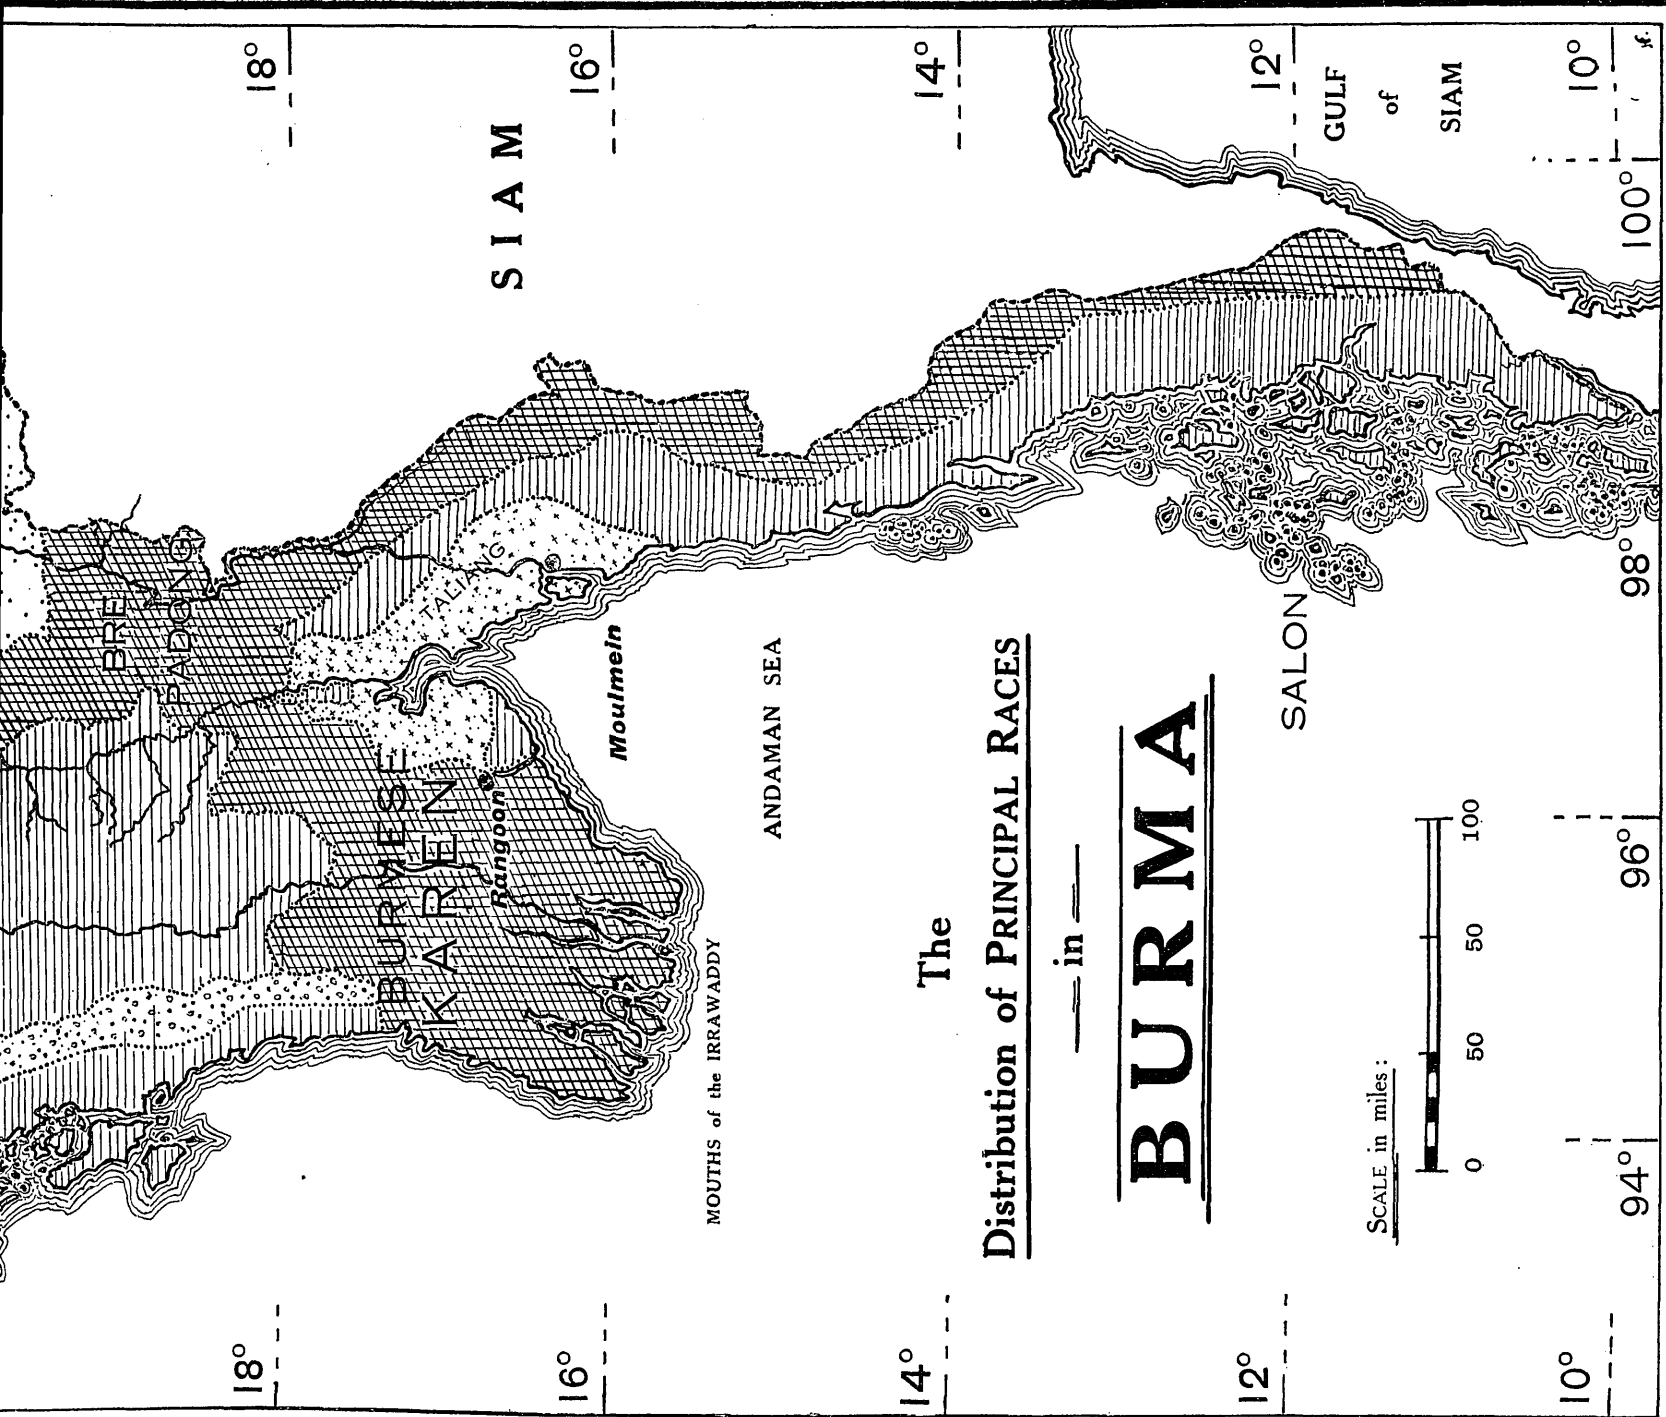 18°
16°
14°
12°
10°
GULF
of
SIAM
SIAM
100°
98°
96°
94°
BRE
PADONG
TALIANG
BURMESE
KAREN
Rangoon
Moulmein
ANDAMAN SEA
MOUTHS of the IRRAWADDY
SALON
The
Distribution of PRINCIPAL RACES
in
BURMA
SCALE in miles:
0 50 50 100
18°
16°
14°
12°
10°